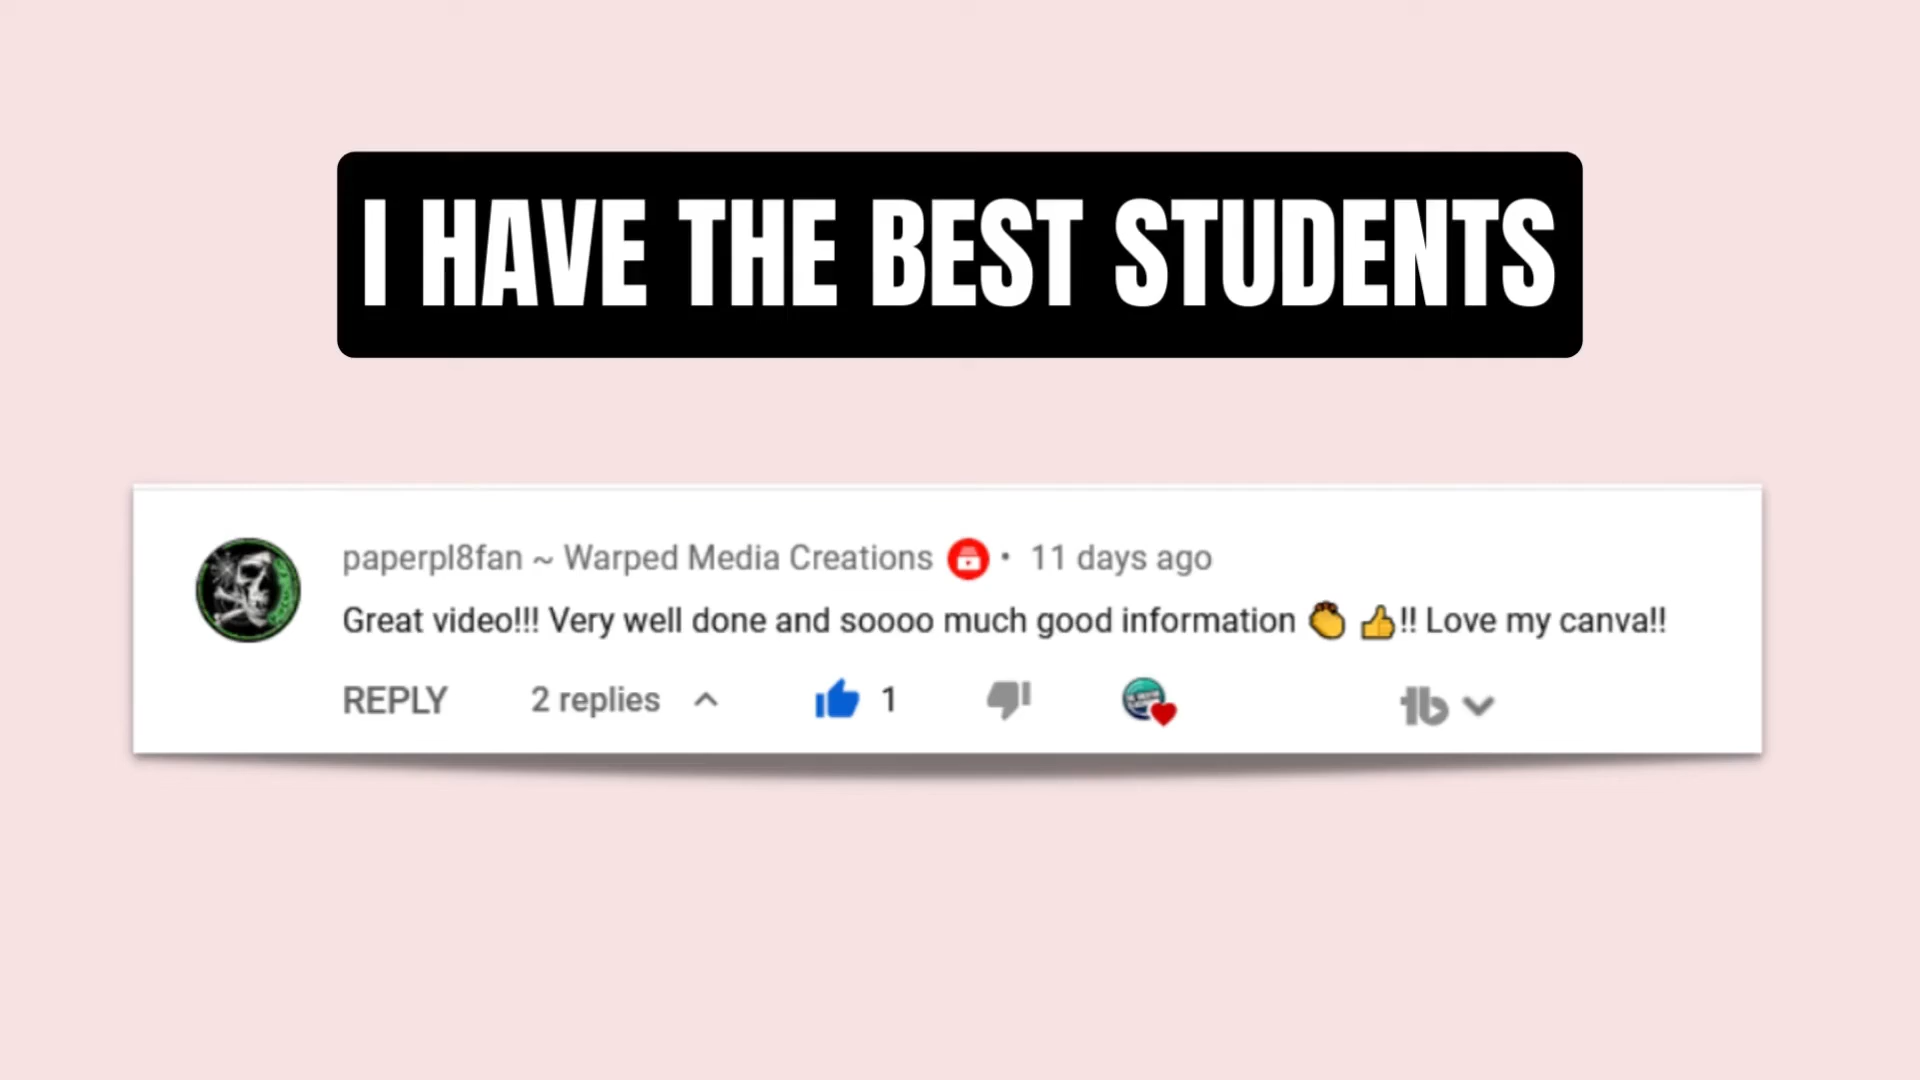 I HAVE THE BEST STUDENTS
paperpl8fan ~ Warped Media Creations • 11 days ago
Great video!!! Very well done and soooo much good information 👏 👍!! Love my canva!!
REPLY 2 replies 1 tb